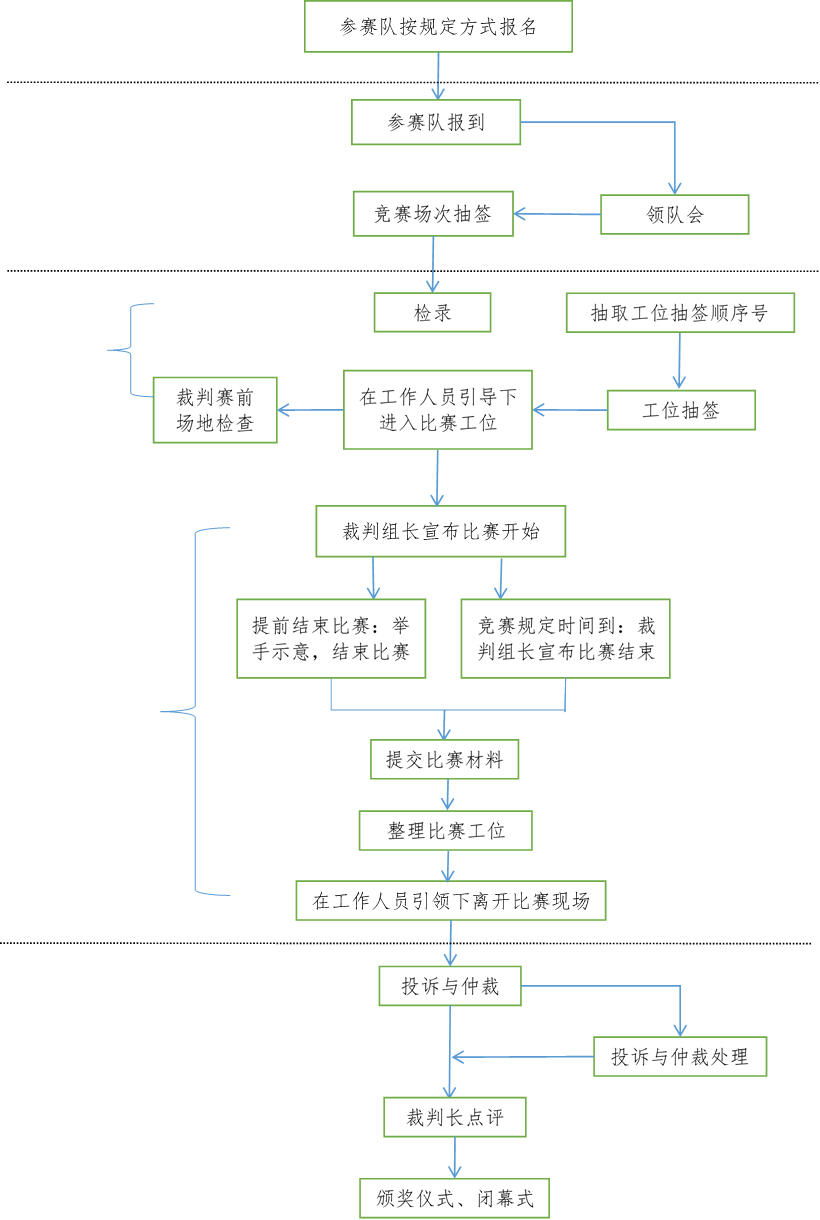 参赛队按规定方式报名
参赛队报到
竞赛场次抽签
领队会
检录
抽取工位抽签顺序号
裁判赛前
场地检查
在工作人员引导下
进入比赛工位
工位抽签
裁判组长宣布比赛开始
提前结束比赛：举
手示意，结束比赛
竞赛规定时间到：裁
判组长宣布比赛结束
提交比赛材料
整理比赛工位
在工作人员引领下离开比赛现场
投诉与仲裁
投诉与仲裁处理
裁判长点评
颁奖仪式、闭幕式